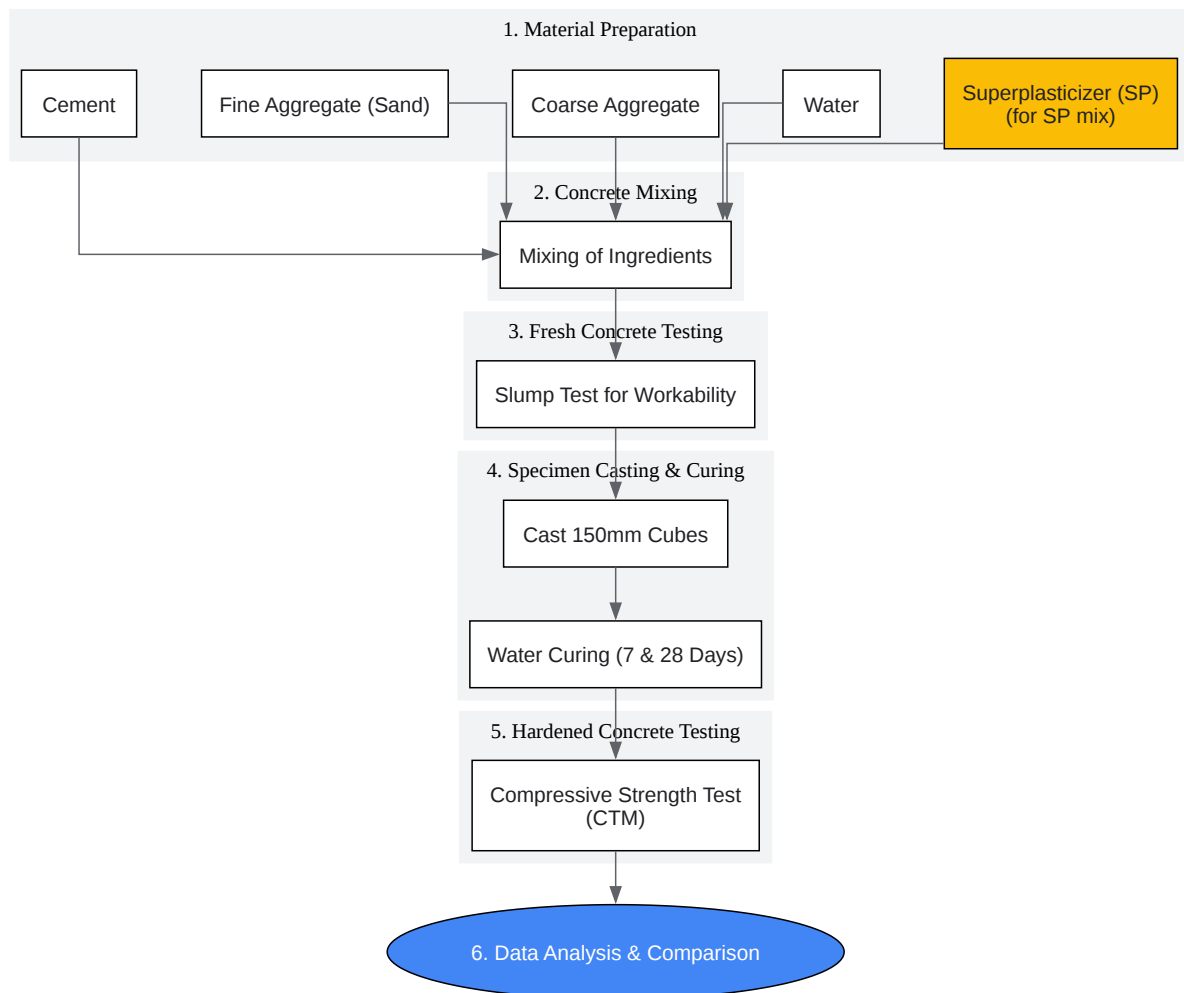 1. Material Preparation
Cement
Fine Aggregate (Sand)
Coarse Aggregate
Water
Superplasticizer (SP)
(for SP mix)
2. Concrete Mixing
Mixing of Ingredients
3. Fresh Concrete Testing
Slump Test for Workability
4. Specimen Casting & Curing
Cast 150mm Cubes
Water Curing (7 & 28 Days)
5. Hardened Concrete Testing
Compressive Strength Test
(CTM)
6. Data Analysis & Comparison